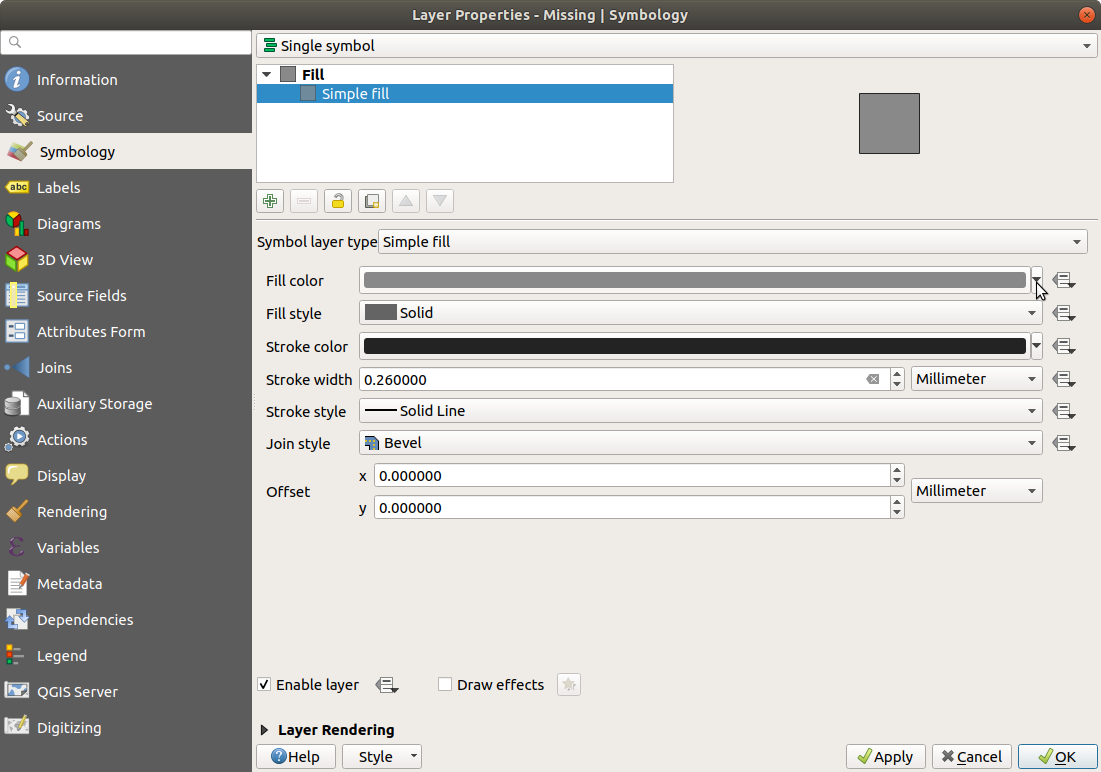 Layer Properties - Missing | Symbology
Information
Source
Symbology
abc Labels
Diagrams
3D View
Source Fields
Attributes Form
Joins
Auxiliary Storage
Actions
Display
Rendering
Variables
Metadata
Dependencies
Legend
QGIS Server
Digitizing
Single symbol
Fill
Simple fill
Symbol layer type Simple fill
Fill color
Fill style Solid
Stroke color
Stroke width 0.260000 Millimeter
Stroke style Solid Line
Join style Bevel
Offset x 0.000000 Millimeter
y 0.000000
Enable layer Draw effects
Layer Rendering
Help Style Apply Cancel OK